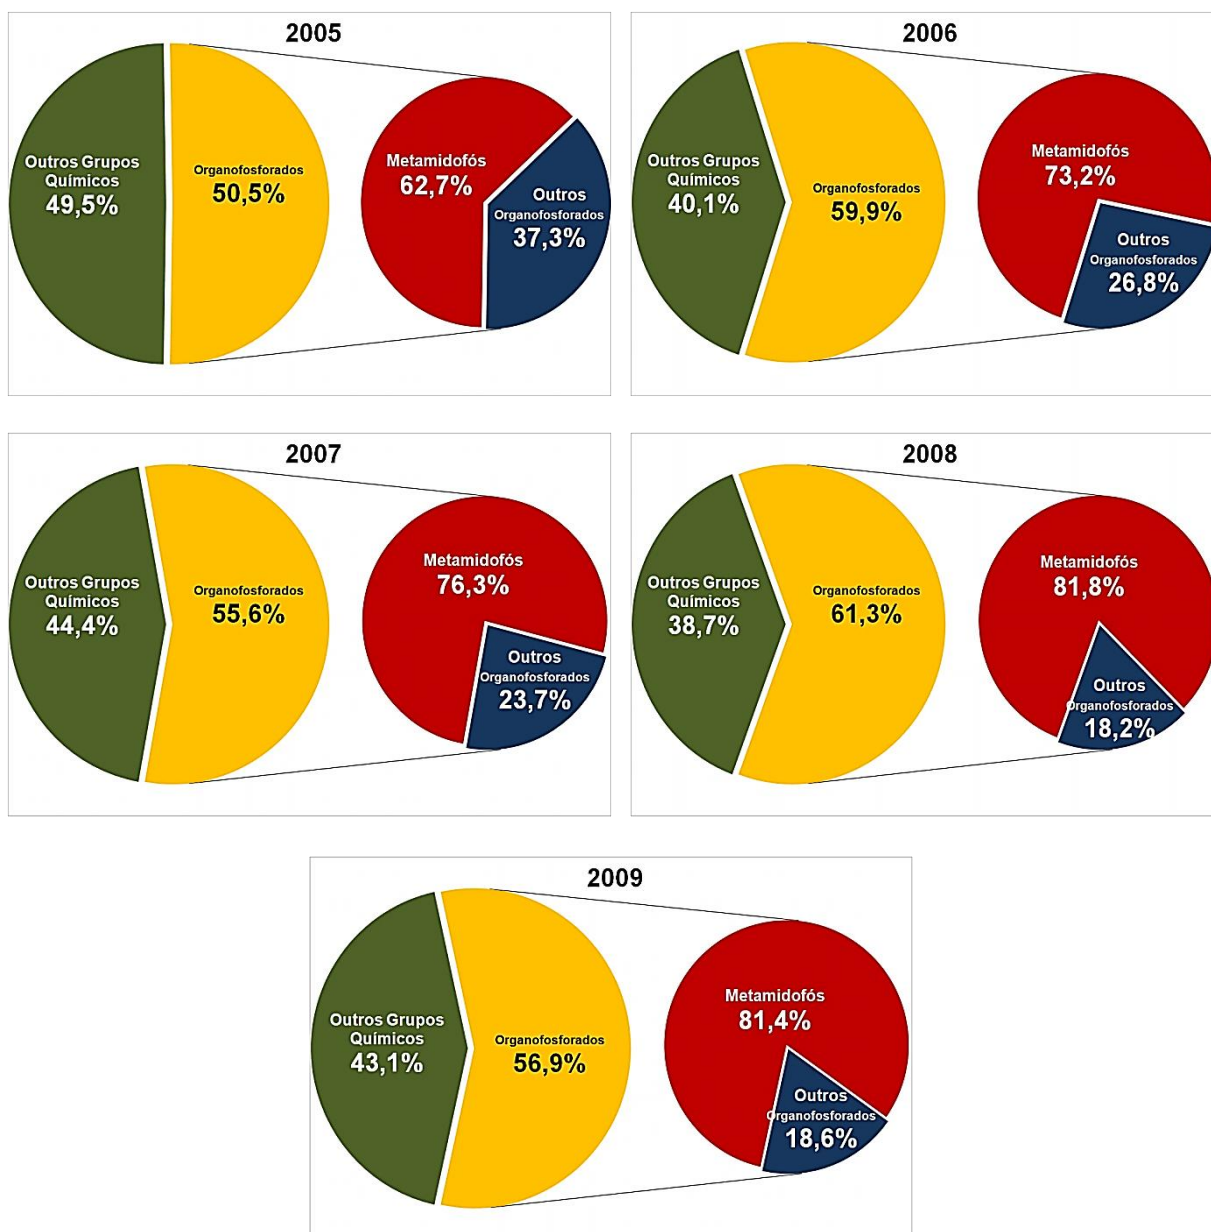 2005
Outros Grupos
Químicos
49,5%
Organofosforados
50,5%
Metamidofós
62,7%
Outros
Organofosforados
37,3%
2006
Outros Grupos
Químicos
40,1%
Organofosforados
59,9%
Metamidofós
73,2%
Outros
Organofosforados
26,8%
2007
Outros Grupos
Químicos
44,4%
Organofosforados
55,6%
Metamidofós
76,3%
Outros
Organofosforados
23,7%
2008
Outros Grupos
Químicos
38,7%
Organofosforados
61,3%
Metamidofós
81,8%
Outros
Organofosforados
18,2%
2009
Outros Grupos
Químicos
43,1%
Organofosforados
56,9%
Metamidofós
81,4%
Outros
Organofosforados
18,6%